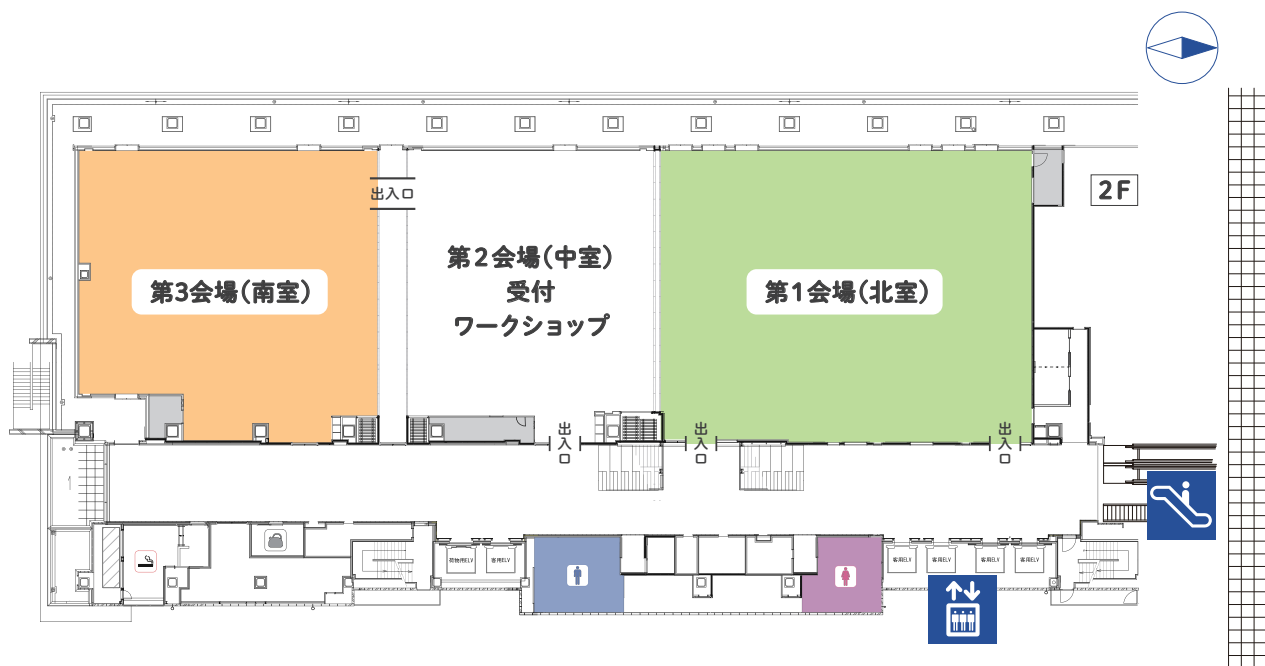 2F
出入口
第2会場（中室）
受付
ワークショップ
第3会場（南室）
第1会場（北室）
出入口
出入口
出入口
荷物用ELV
客用ELV
客用ELV
客用ELV
客用ELV
客用ELV